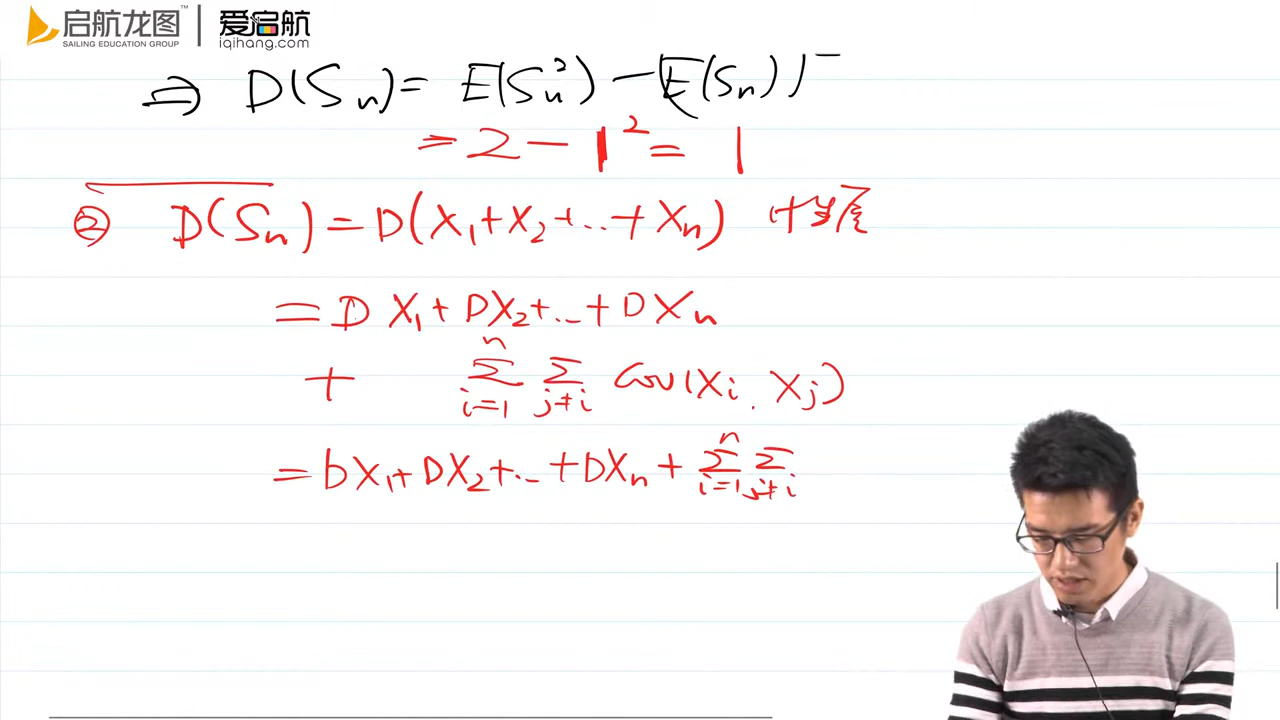 启航龙图™ 爱启航
SAILING EDUCATION GROUP iqihang.com
⇒ D(Sn) = E(Sn²) − (E(Sn))²
= 2 − 1² = 1
② D(Sn) = D(X₁+X₂+…+Xn)
= DX₁+DX₂+…+DXn
+ Σⁿᵢ₌₁ Σⱼ≠ᵢ Cov(Xi, Xj)
= DX₁+DX₂+…+DXn + Σⁿᵢ₌₁ Σⱼ≠ᵢ